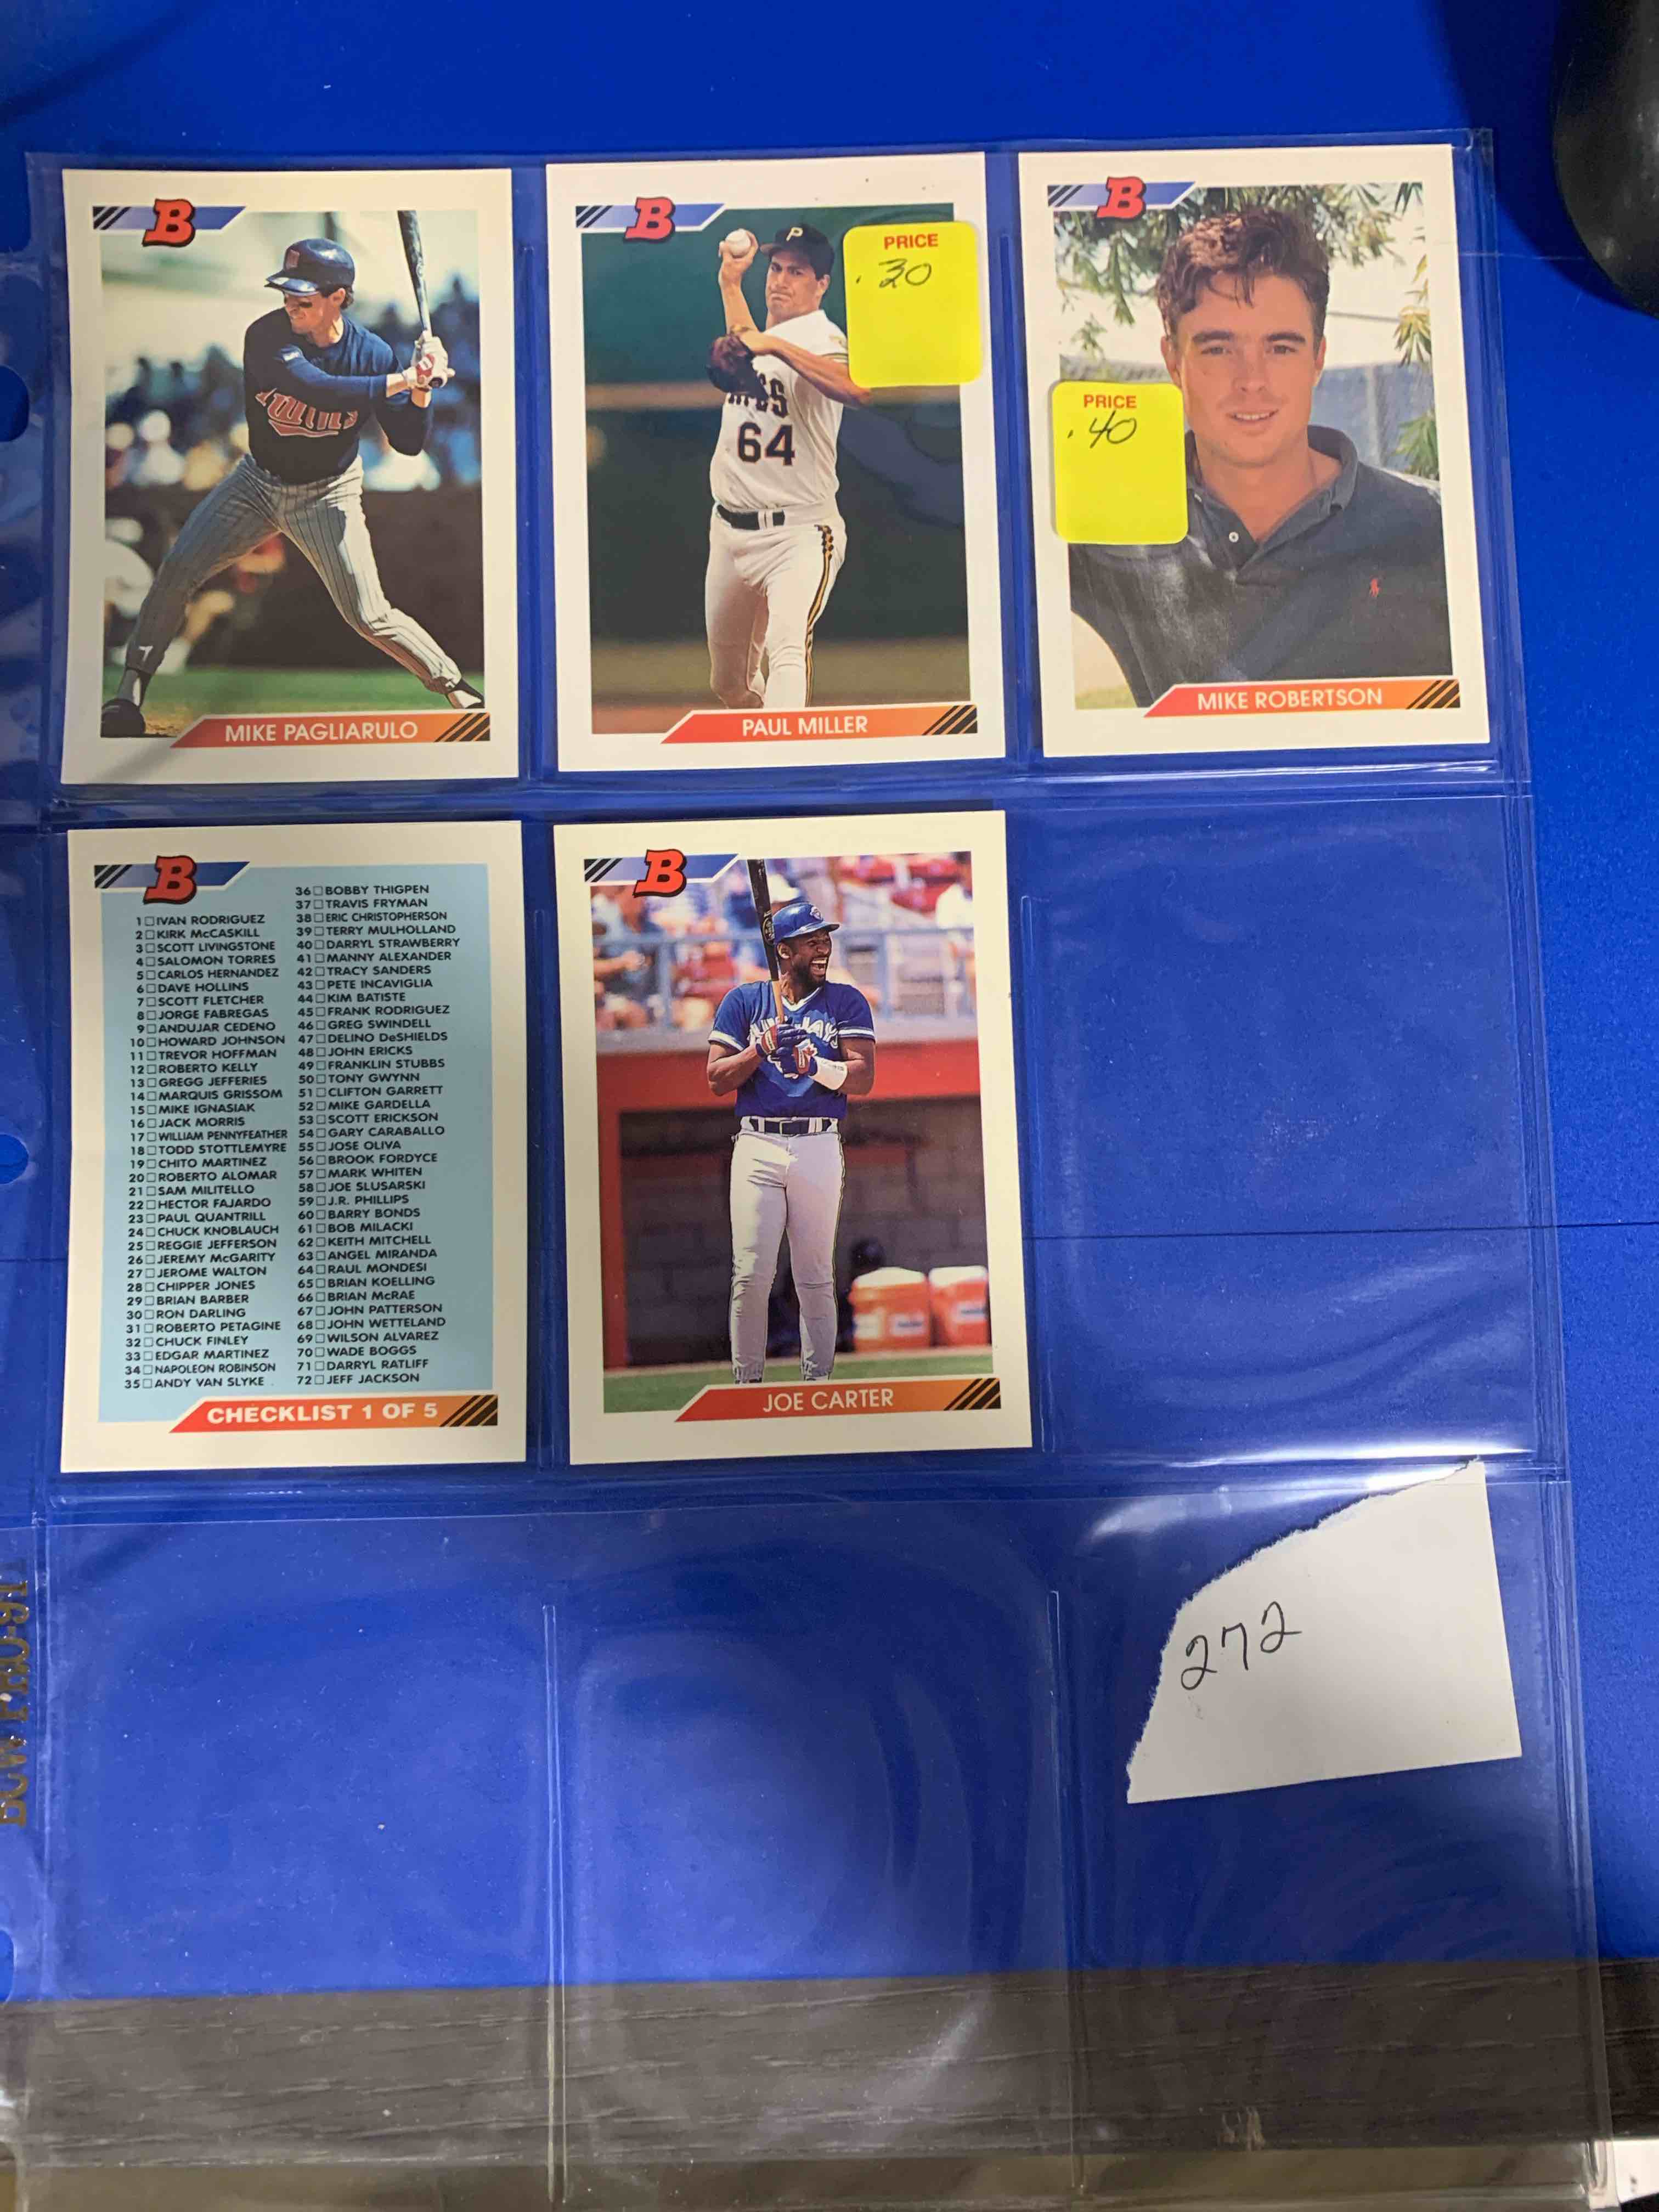 B
MIKE PAGLIARULO
B
P
64
PRICE
.30
PAUL MILLER
B
PRICE
.40
MIKE ROBERTSON
B
1 □ IVAN RODRIGUEZ
2 □ KIRK McCASKILL
3 □ SCOTT LIVINGSTONE
4 □ SALOMON TORRES
5 □ CARLOS HERNANDEZ
6 □ DAVE HOLLINS
7 □ SCOTT FLETCHER
8 □ JORGE FABREGAS
9 □ ANDUJAR CEDENO
10 □ HOWARD JOHNSON
11 □ TREVOR HOFFMAN
12 □ ROBERTO KELLY
13 □ GREGG JEFFERIES
14 □ MARQUIS GRISSOM
15 □ MIKE IGNASIAK
16 □ JACK MORRIS
17 □ WILLIAM PENNYFEATHER
18 □ TODD STOTTLEMYRE
19 □ CHITO MARTINEZ
20 □ ROBERTO ALOMAR
21 □ SAM MILITELLO
22 □ HECTOR FAJARDO
23 □ PAUL QUANTRILL
24 □ CHUCK KNOBLAUCH
25 □ REGGIE JEFFERSON
26 □ JEREMY McGARITY
27 □ JEROME WALTON
28 □ CHIPPER JONES
29 □ BRIAN BARBER
30 □ RON DARLING
31 □ ROBERTO PETAGINE
32 □ CHUCK FINLEY
33 □ EDGAR MARTINEZ
34 □ NAPOLEON ROBINSON
35 □ ANDY VAN SLYKE
36 □ BOBBY THIGPEN
37 □ TRAVIS FRYMAN
38 □ ERIC CHRISTOPHERSON
39 □ TERRY MULHOLLAND
40 □ DARRYL STRAWBERRY
41 □ MANNY ALEXANDER
42 □ TRACY SANDERS
43 □ PETE INCAVIGLIA
44 □ KIM BATISTE
45 □ FRANK RODRIGUEZ
46 □ GREG SWINDELL
47 □ DELINO DeSHIELDS
48 □ JOHN ERICKS
49 □ FRANKLIN STUBBS
50 □ TONY GWYNN
51 □ CLIFTON GARRETT
52 □ MIKE GARDELLA
53 □ SCOTT ERICKSON
54 □ GARY CARABALLO
55 □ JOSE OLIVA
56 □ BROOK FORDYCE
57 □ MARK WHITEN
58 □ JOE SLUSARSKI
59 □ J.R. PHILLIPS
60 □ BARRY BONDS
61 □ BOB MILACKI
62 □ KEITH MITCHELL
63 □ ANGEL MIRANDA
64 □ RAUL MONDESI
65 □ BRIAN KOELLING
66 □ BRIAN McRAE
67 □ JOHN PATTERSON
68 □ JOHN WETTELAND
69 □ WILSON ALVAREZ
70 □ WADE BOGGS
71 □ DARRYL RATLIFF
72 □ JEFF JACKSON
CHECKLIST 1 OF 5
B
JOE CARTER
272